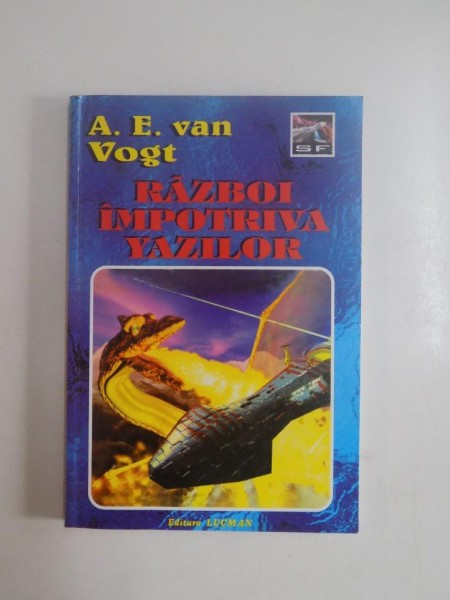 A. E. van
Vogt
SF
RĂZBOI
ÎMPOTRIVA
YAZILOR
Editura LUCMAN